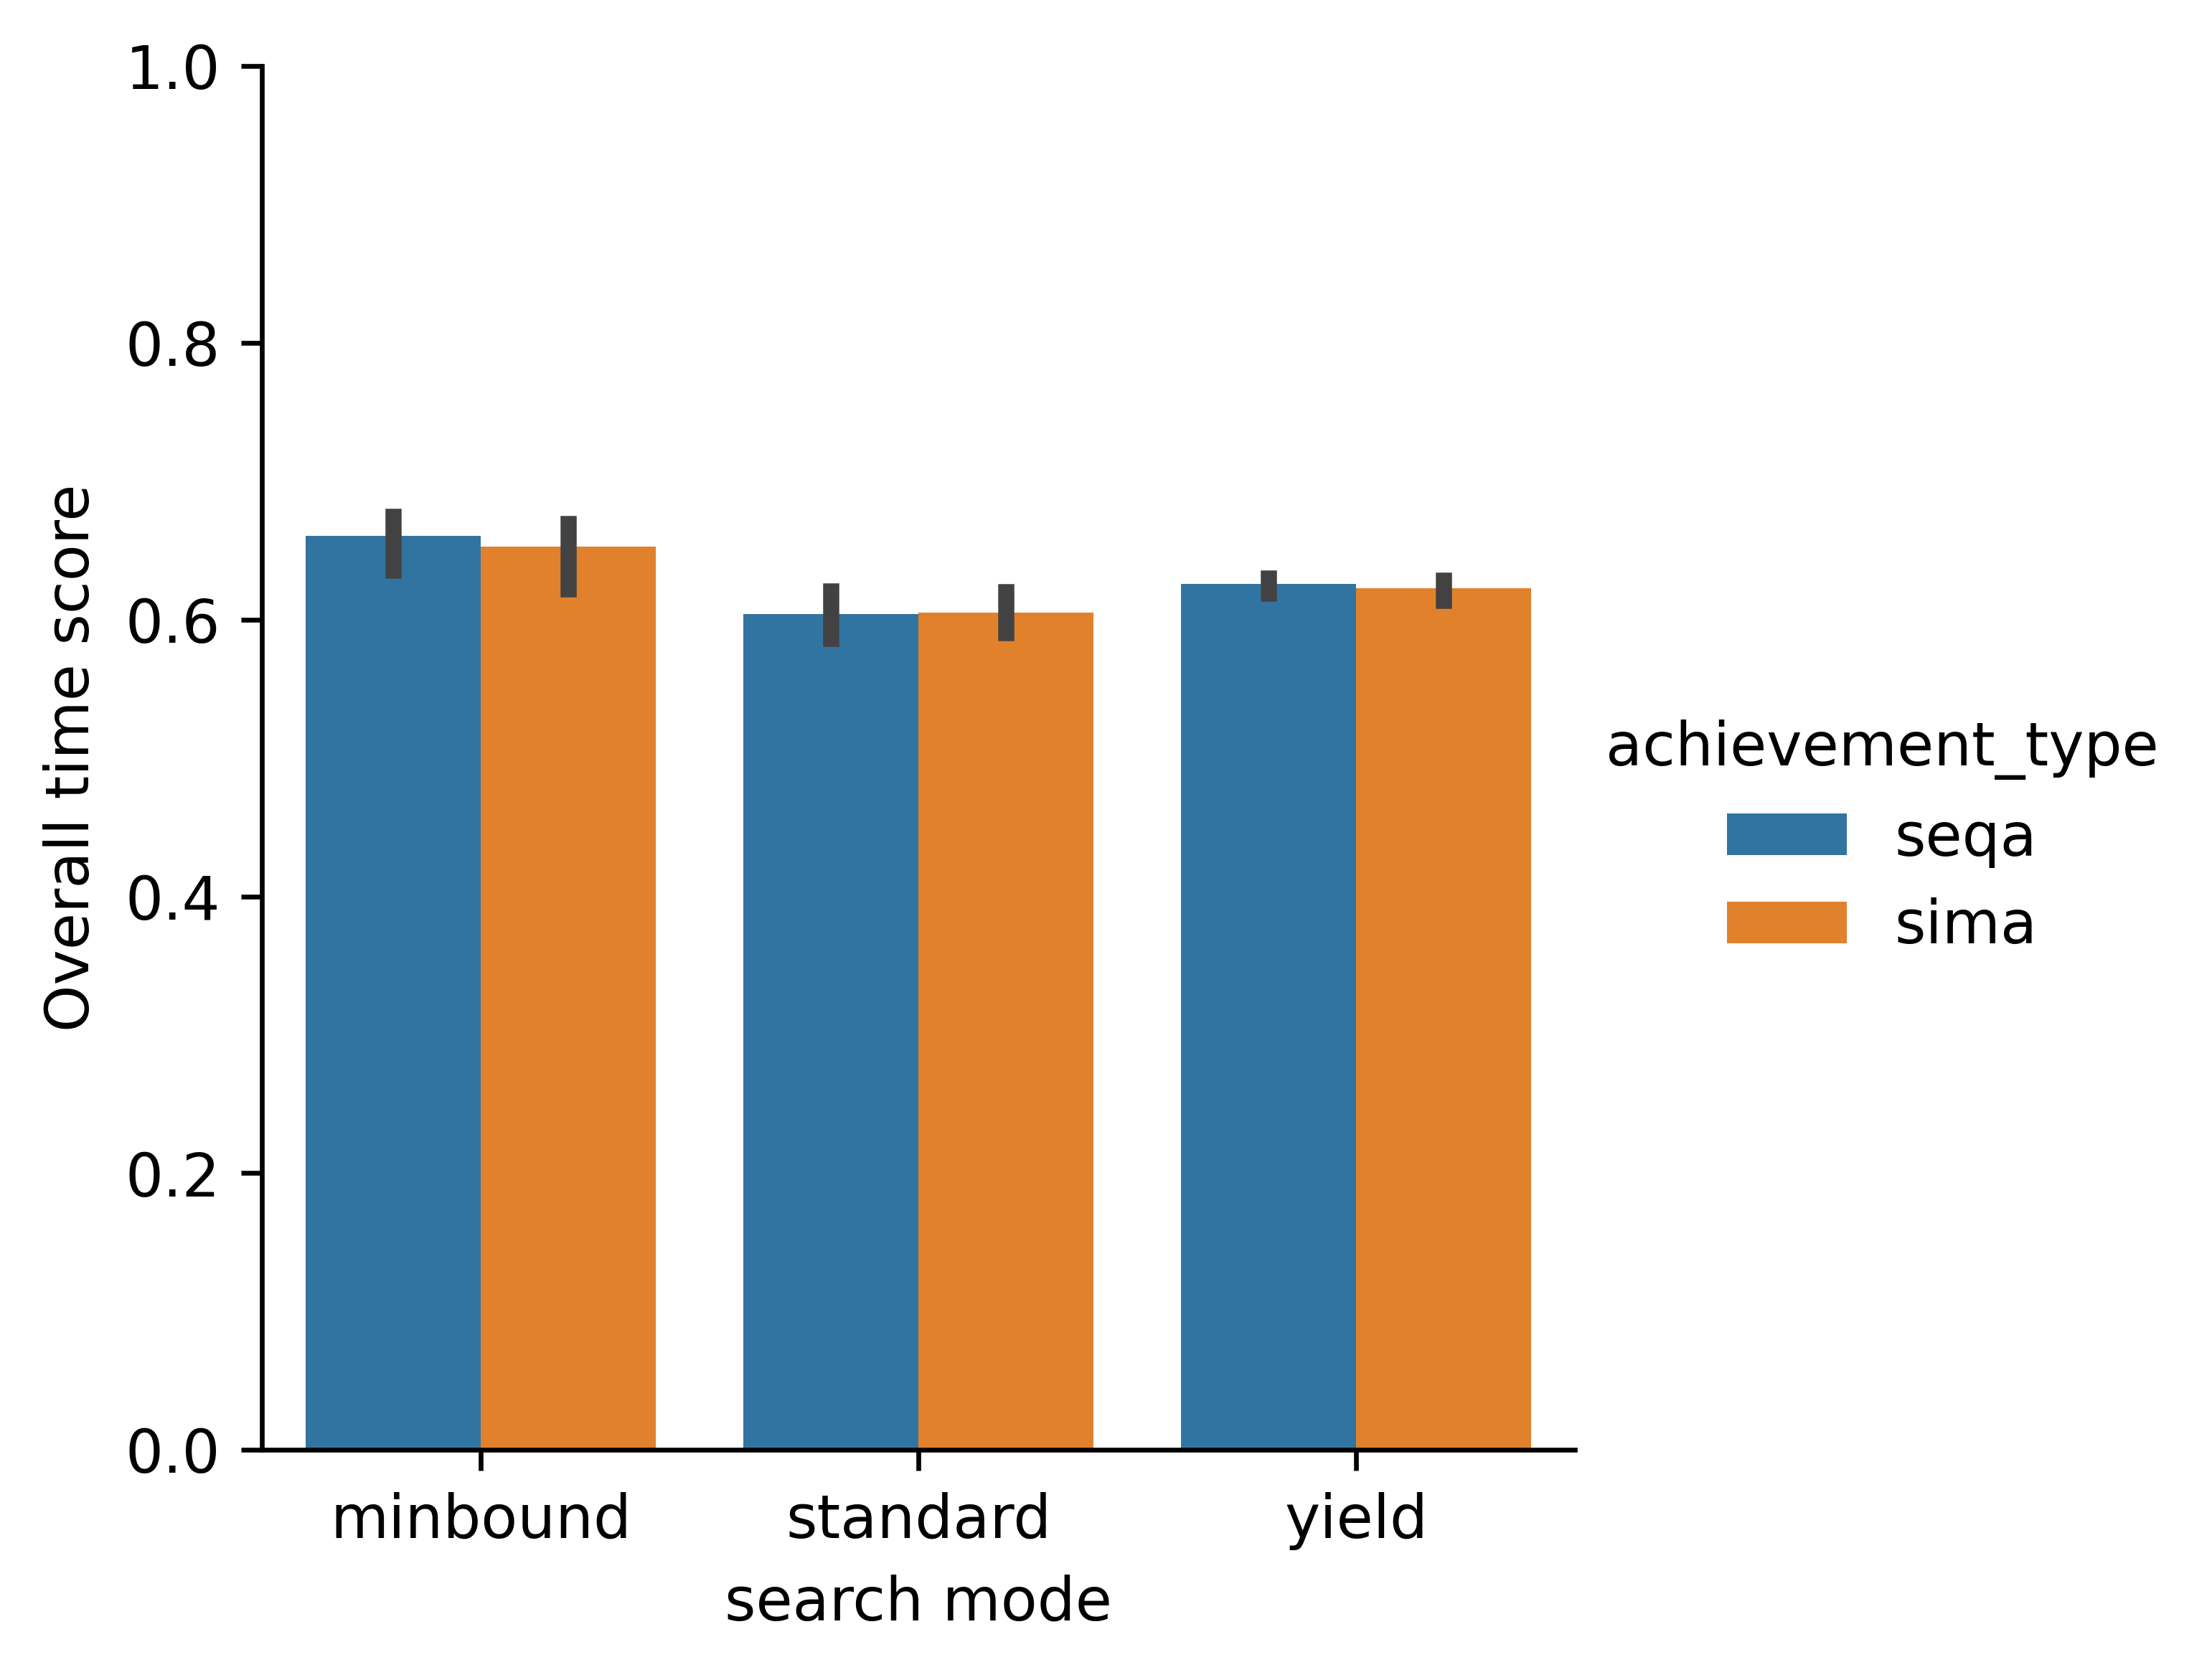 1.0
0.8
0.6
0.4
0.2
0.0
Overall time score
minbound
standard
yield
search mode
achievement_type
seqa
sima